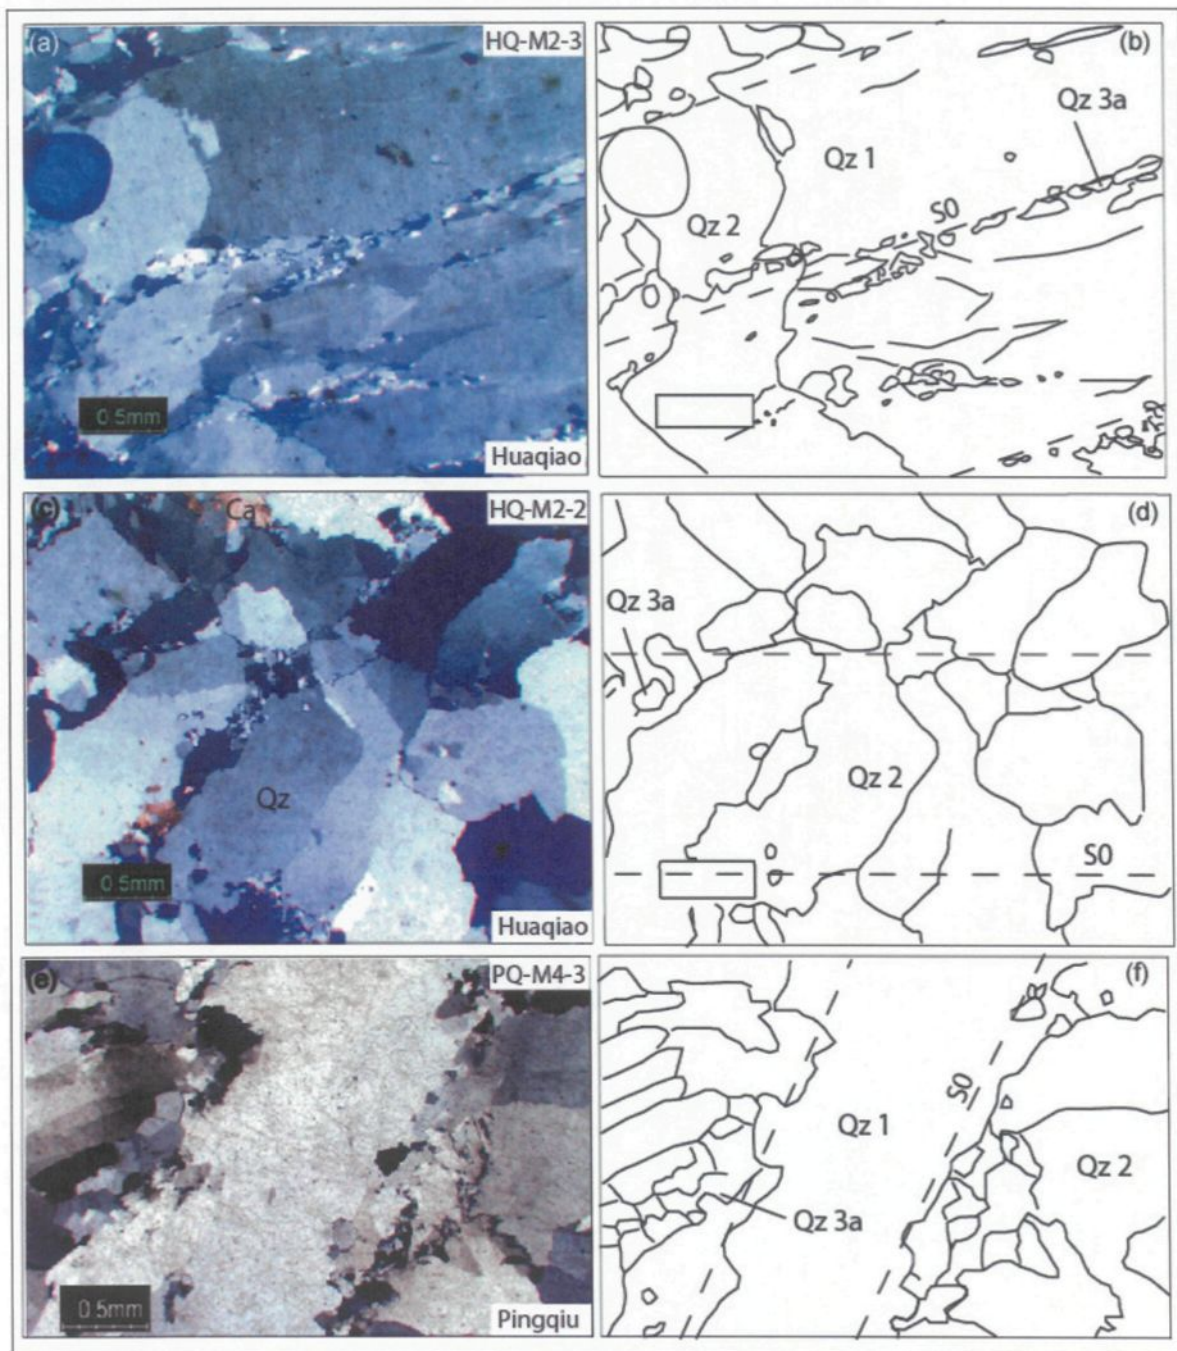 (a)
HQ-M2-3
0.5mm
Huaqiao
(b)
Qz 3a
Qz 1
S0
Qz 2
(c)
Ca
HQ-M2-2
Qz
0.5mm
Huaqiao
(d)
Qz 3a
Qz 2
S0
(e)
PQ-M4-3
0.5mm
Pingqiu
(f)
S0
Qz 1
Qz 2
Qz 3a